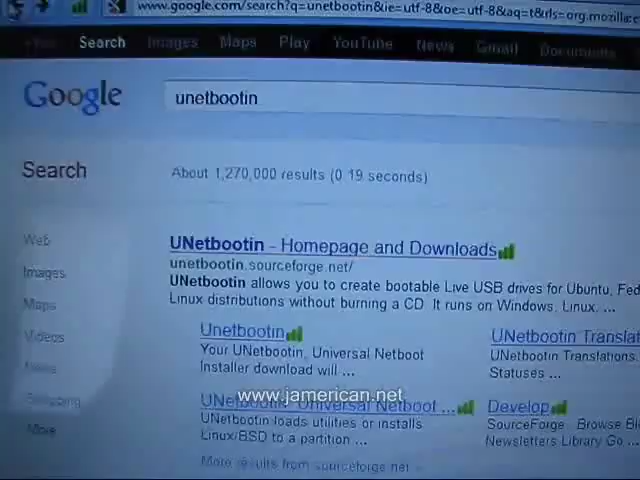 www.google.com/search?q=unetbootin&ie=utf-8&oe=utf-8&aq=t&rls=org.mozilla
+You Search Images Maps Play YouTube News Gmail Documents
Google
unetbootin
Search
About 1,270,000 results (0.19 seconds)
Web
Images
Maps
Videos
News
Shopping
More
UNetbootin - Homepage and Downloads
unetbootin.sourceforge.net/
UNetbootin allows you to create bootable Live USB drives for Ubuntu, Fed
Linux distributions without burning a CD. It runs on Windows, Linux, ...
Unetbootin
Your UNetbootin, Universal Netboot
Installer download will ...
UNetbootin Translat
UNetbootin Translations.
Statuses ...
www.jamerican.net
UNetbootin - Universal Netboot ...
UNetbootin loads utilities or installs
Linux/BSD to a partition ...
Develop
SourceForge . Browse Bl
Newsletters Library Go ...
More results from sourceforge.net